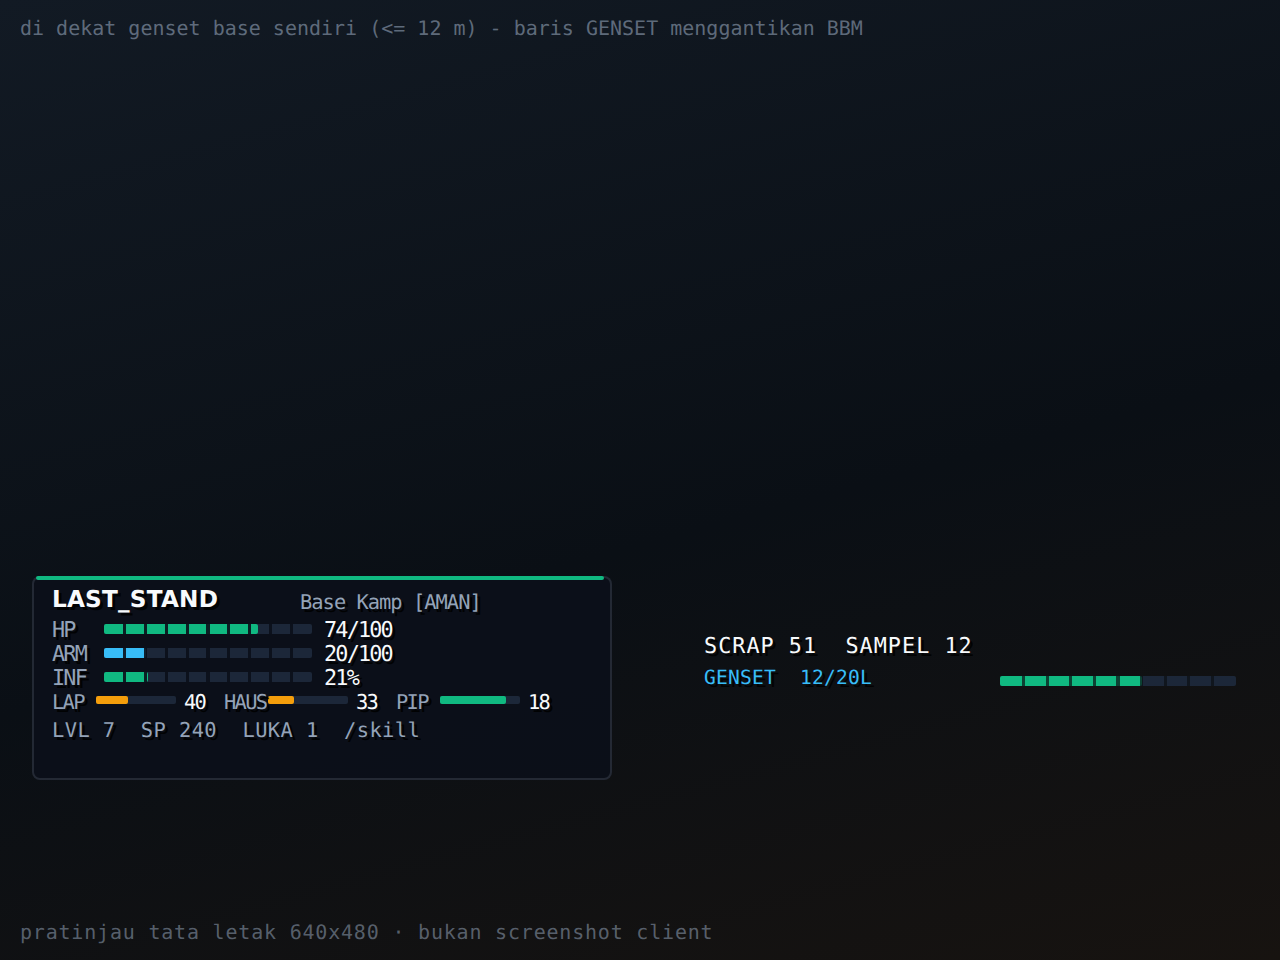 di dekat genset base sendiri (<= 12 m) - baris GENSET menggantikan BBM
LAST_STAND Base Kamp [AMAN]
HP 74/100
ARM 20/100
INF 21%
LAP 40 HAUS 33 PIP 18
LVL 7 SP 240 LUKA 1 /skill
SCRAP 51 SAMPEL 12
GENSET 12/20L
pratinjau tata letak 640x480 · bukan screenshot client